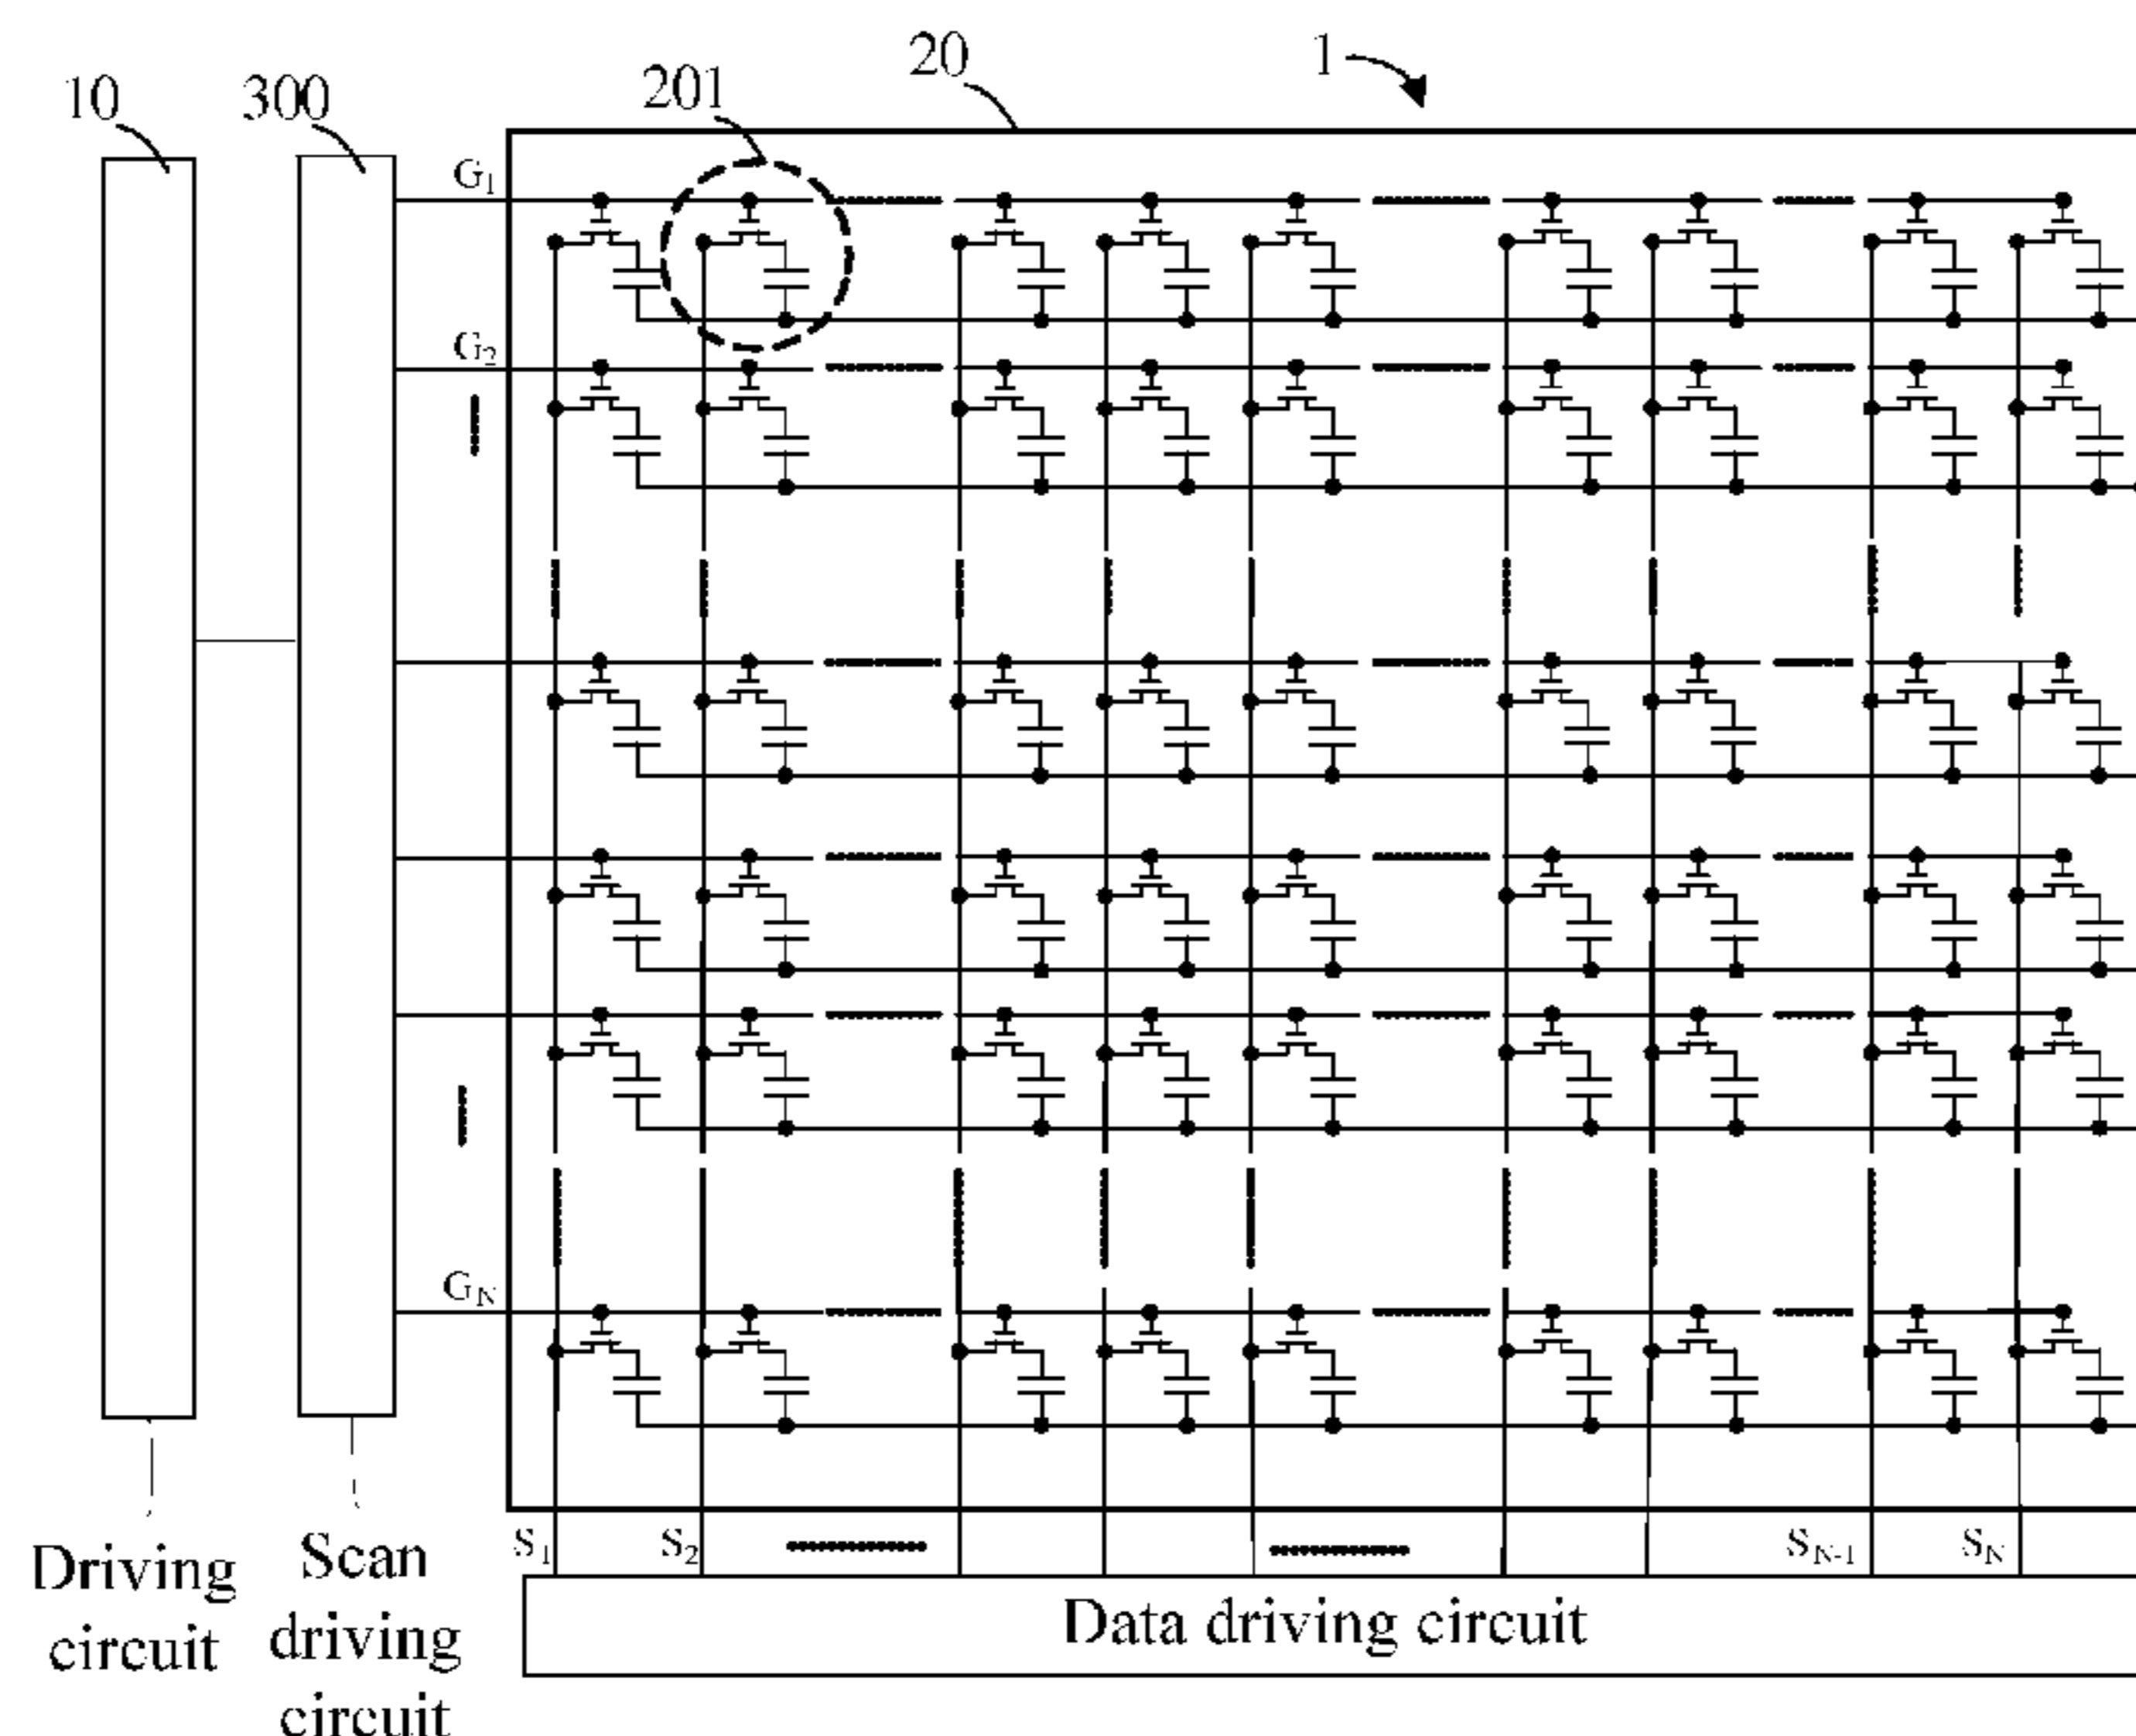 10
300
201
20
1
G1
G2
GN
S1
S2
SN-1
SN
Driving
circuit
Scan
driving
circuit
Data driving circuit